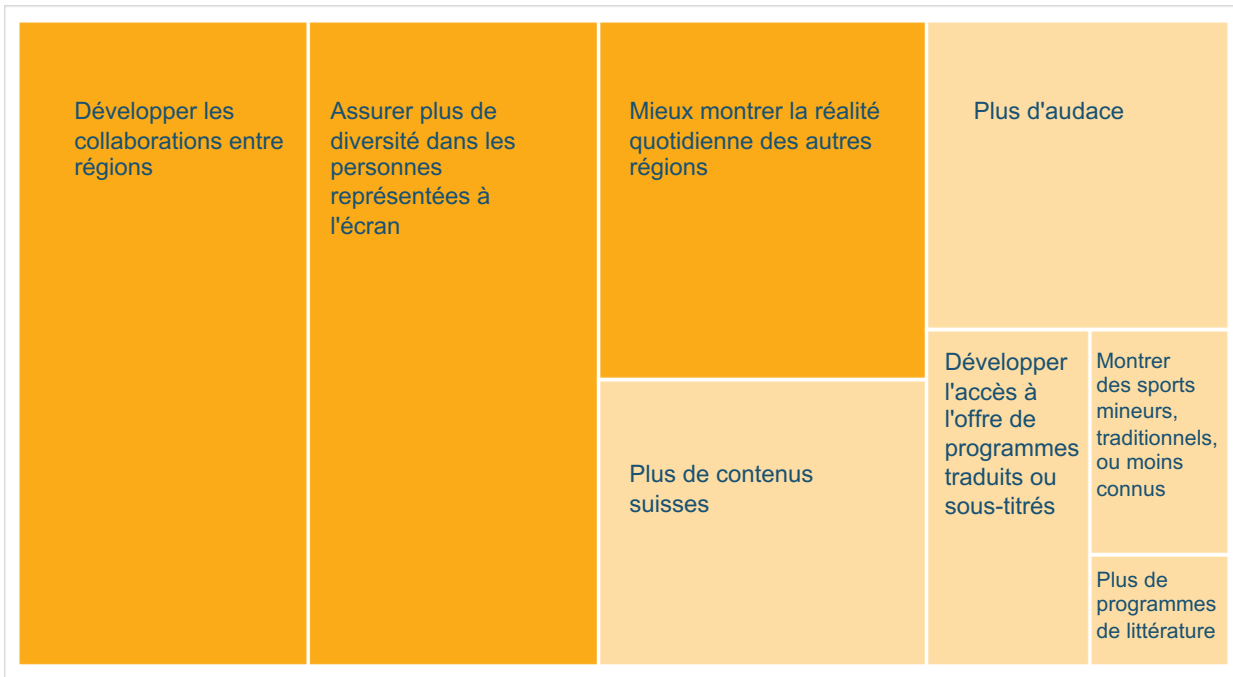 Développer les
collaborations entre
régions
Assurer plus de
diversité dans les
personnes
représentées à
l'écran
Mieux montrer la réalité
quotidienne des autres
régions
Plus d'audace
Plus de contenus
suisses
Développer
l'accès à
l'offre de
programmes
traduits ou
sous-titrés
Montrer
des sports
mineurs,
traditionnels,
ou moins
connus
Plus de
programmes
de littérature